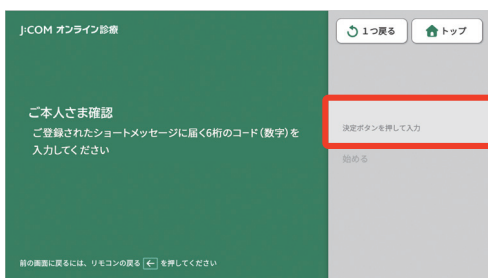 J:COM オンライン診療
1つ戻る
トップ
ご本人さま確認
ご登録されたショートメッセージに届く6桁のコード（数字）を
入力してください
決定ボタンを押して入力
始める
前の画面に戻るには、リモコンの戻る ← を押してください